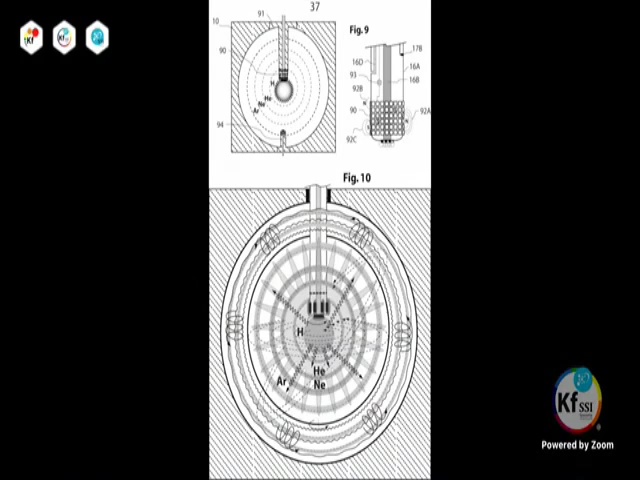 37
Fig. 9
10
91
90
H
He
Ne
Ar
94
17B
16D
16A
93
16B
92B
90
92A
92C
Fig. 10
H
He
Ar
Ne
Kf
Kf SSI
Powered by Zoom